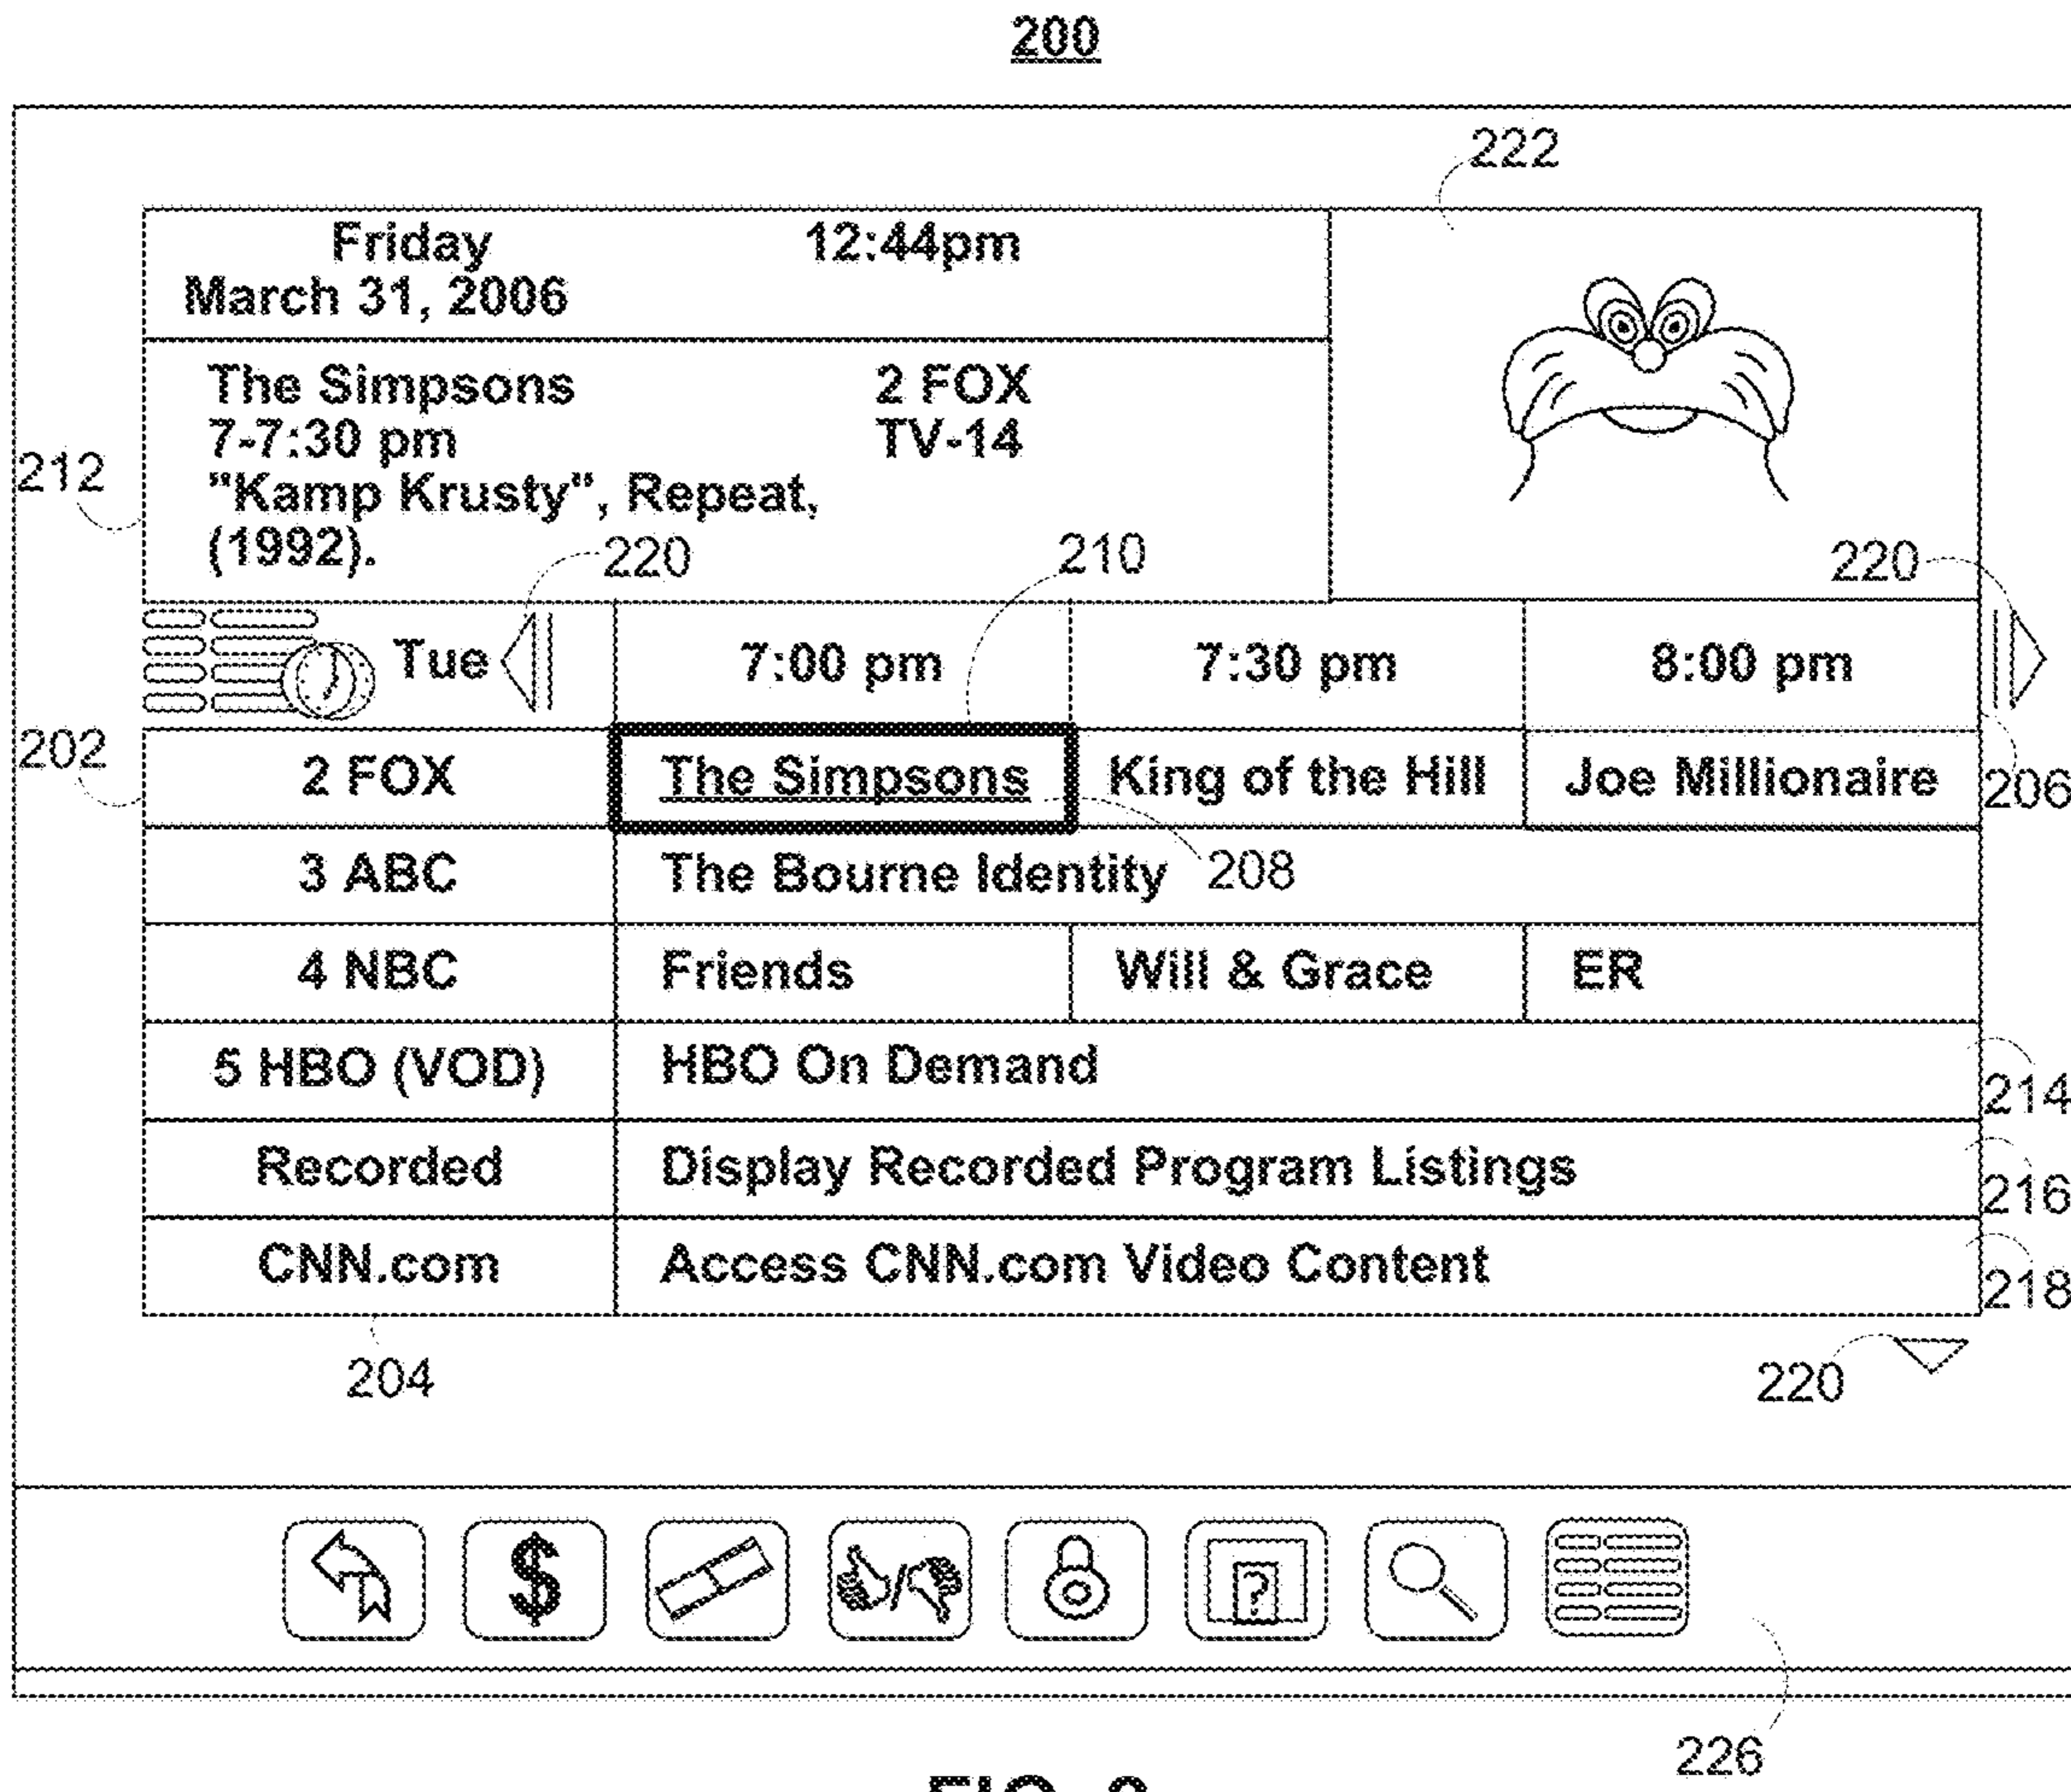 200
222
Friday 12:44pm
March 31, 2006
The Simpsons 2 FOX
7-7:30 pm TV-14
212
"Kamp Krusty", Repeat,
(1992).
220 210 220
Tue 7:00 pm 7:30 pm 8:00 pm
202
2 FOX The Simpsons King of the Hill Joe Millionaire
206
3 ABC The Bourne Identity 208
4 NBC Friends Will & Grace ER
5 HBO (VOD) HBO On Demand
214
Recorded Display Recorded Program Listings
216
CNN.com Access CNN.com Video Content
218
204 220
$
?
226